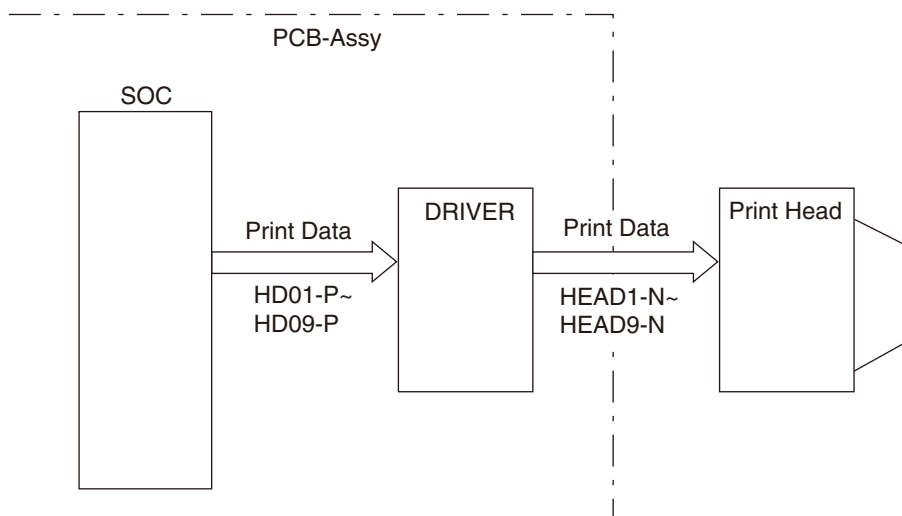 PCB-Assy
SOC
DRIVER
Print Head
Print Data
HD01-P~
HD09-P
Print Data
HEAD1-N~
HEAD9-N